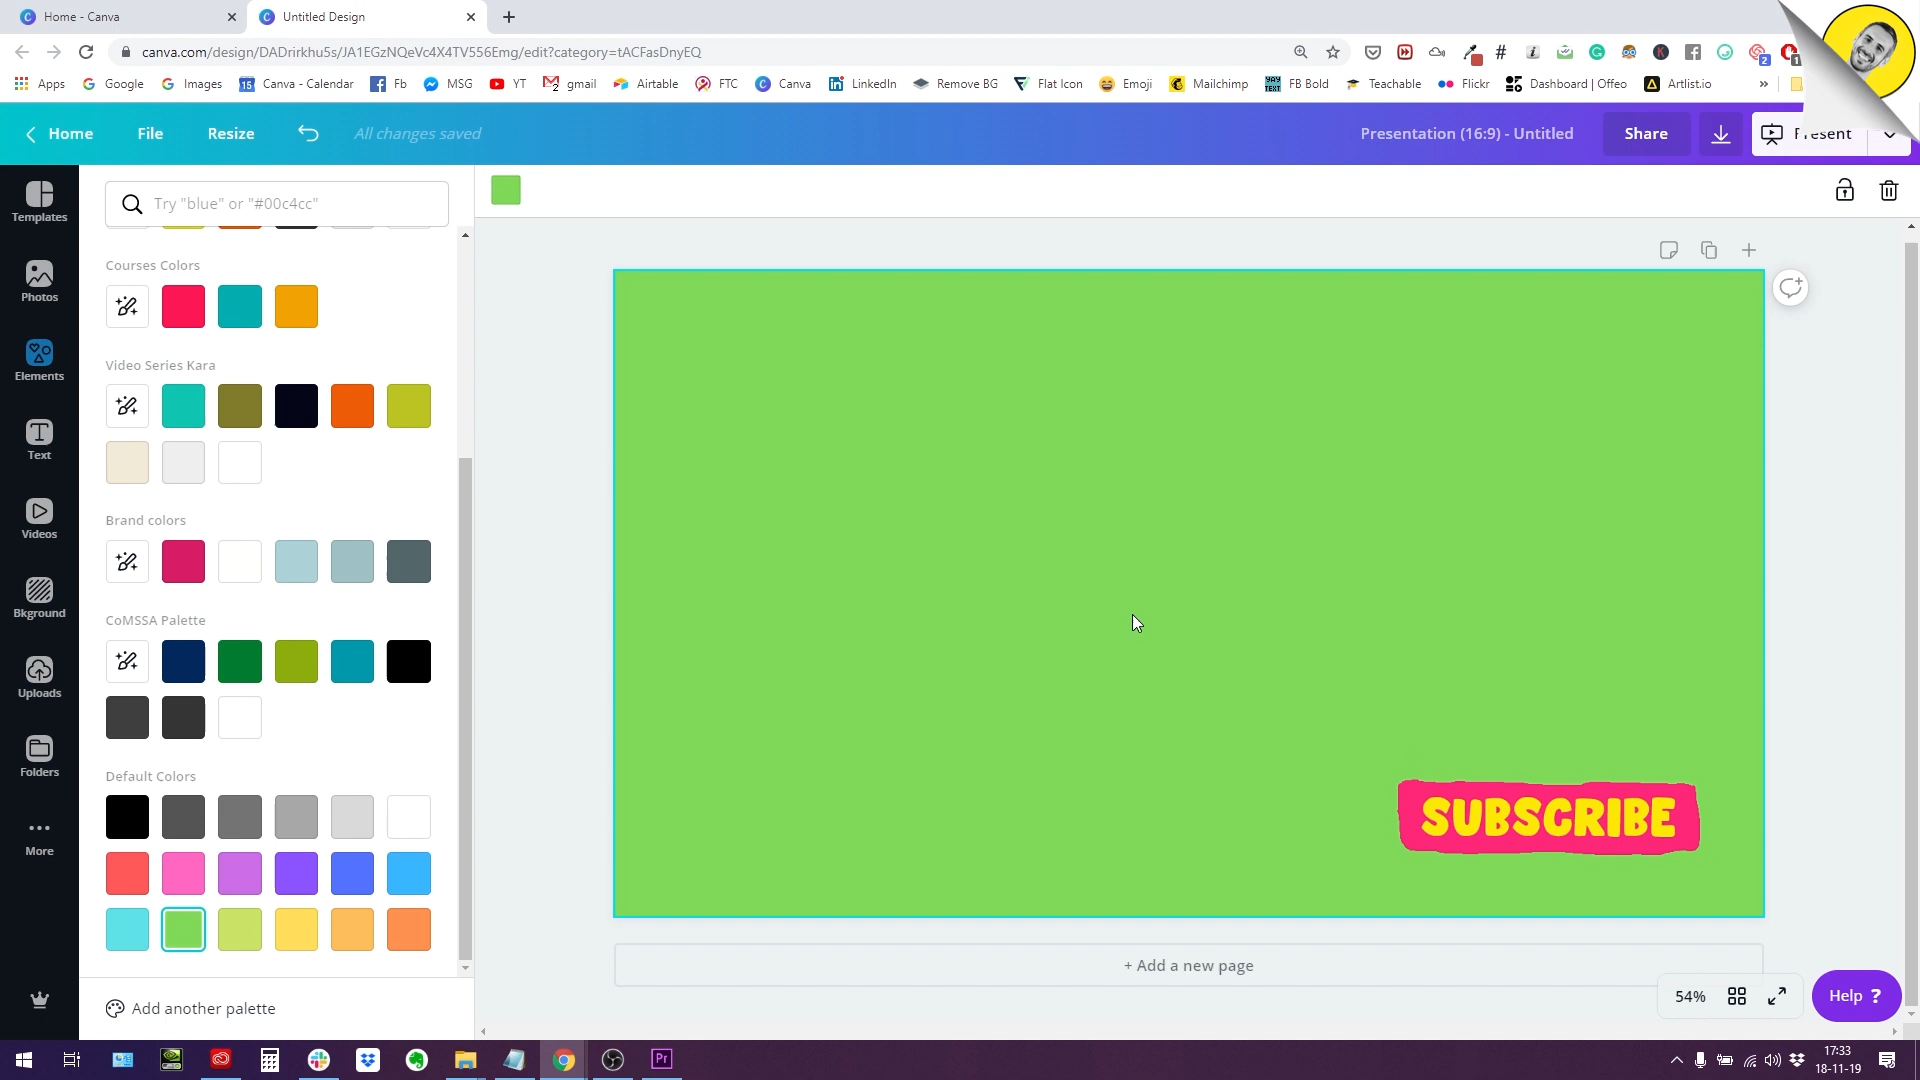 Home - Canva
Untitled Design
canva.com/design/DADrirkhu5s/JA1EGzNQeVc4X4TV556Emg/edit?category=tACFasDnyEQ
Apps Google Images Canva - Calendar Fb MSG YT gmail Airtable FTC Canva LinkedIn Remove BG Flat Icon Emoji Mailchimp FB Bold Teachable Flickr Dashboard | Offeo Artlist.io
Home File Resize All changes saved Presentation (16:9) - Untitled Share Present
Try "blue" or "#00c4cc"
Templates
Photos
Elements
Text
Videos
Bkground
Uploads
Folders
More
Courses Colors
Video Series Kara
Brand colors
CoMSSA Palette
Default Colors
Add another palette
SUBSCRIBE
+ Add a new page
54%
Help ?
17:33
18-11-19